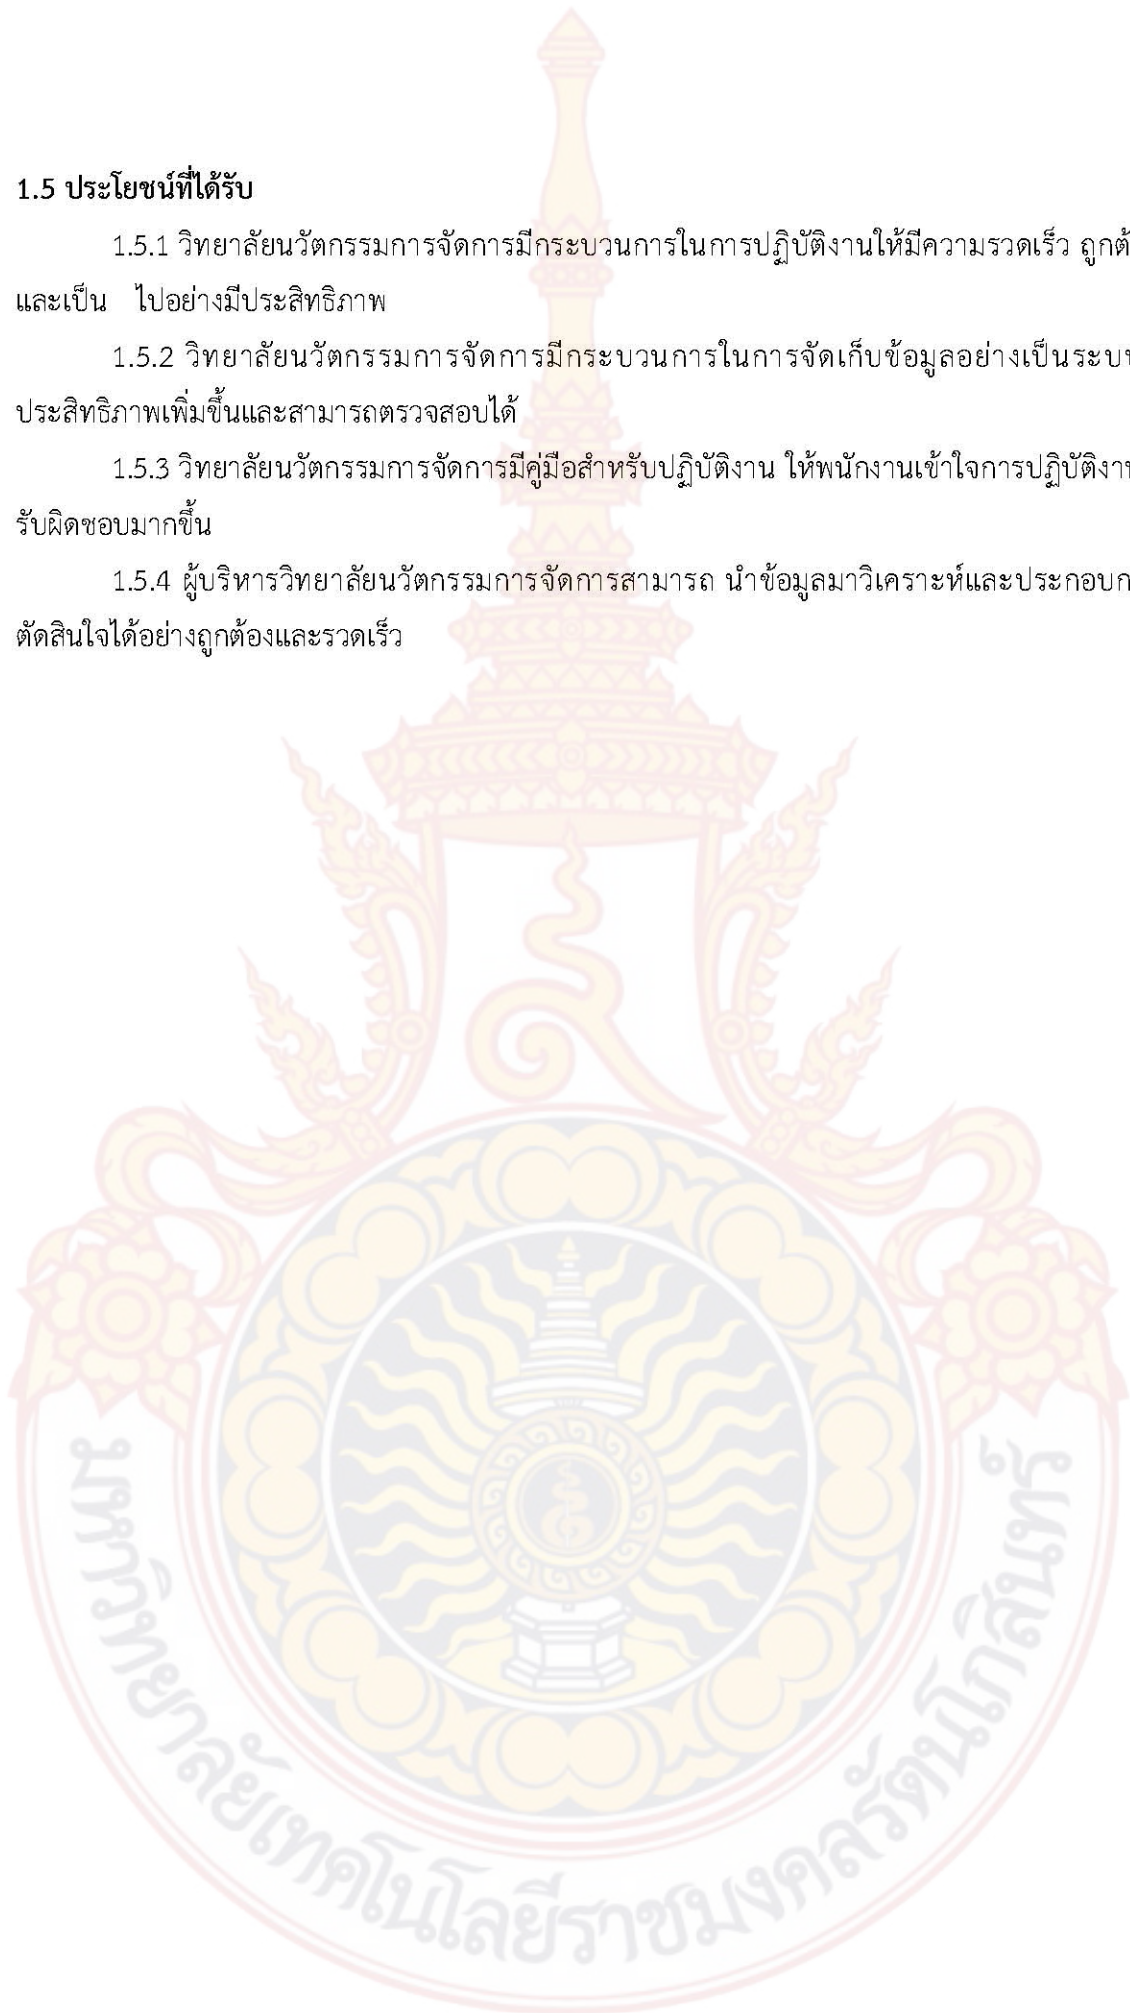 1.5 ประโยชน์ที่ได้รับ
1.5.1 วิทยาลัยนวัตกรรมการจัดการมีกระบวนการในการปฏิบัติงานให้มีความรวดเร็ว
และเป็น ไปอย่างมีประสิทธิภาพ
1.5.2 วิทยาลัยนวัตกรรมการจัดการมีกระบวนการในการจัดเก็บข้อมูลอย่างเป็น
ประสิทธิภาพเพิ่มขึ้นและสามารถตรวจสอบได้
1.5.3 วิทยาลัยนวัตกรรมการจัดการมีคู่มือสำหรับปฏิบัติงาน ให้พนักงานเข้าใจการ
รับผิดชอบมากขึ้น
1.5.4 ผู้บริหารวิทยาลัยนวัตกรรมการจัดการสามารถ นำข้อมูลมาวิเคราะห์และประกอบ
ตัดสินใจได้อย่างถูกต้องและรวดเร็ว
มหาวิทยาลัยเทคโนโลยีราชมงคลรัตนโกสินทร์